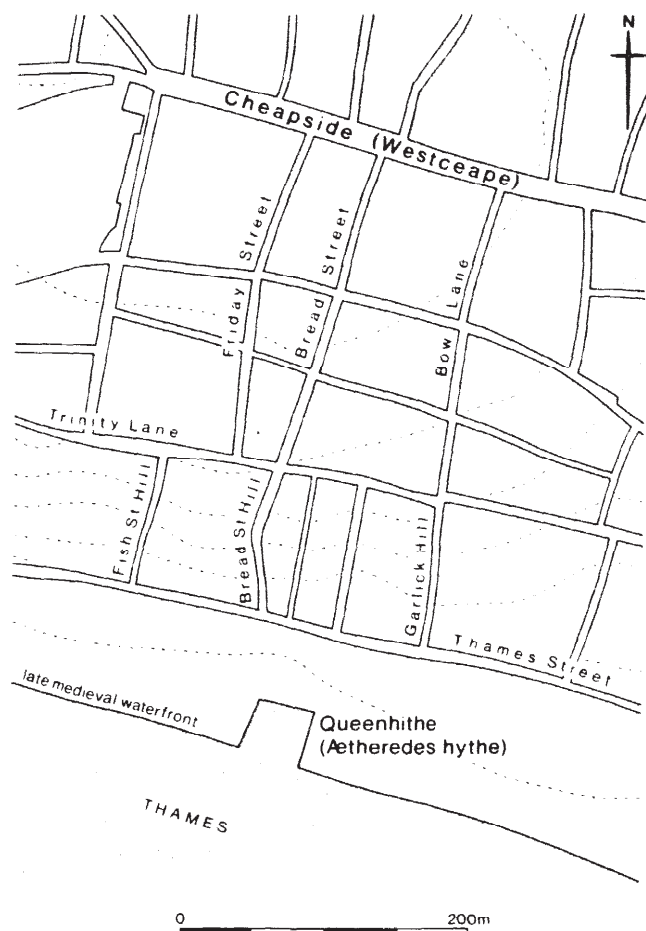 N
Cheapside (Westceape)
Friday Street
Bread Street
Bow Lane
Trinity Lane
Fish St Hill
Bread St Hill
Garlick Hill
Thames Street
late medieval waterfront
Queenhithe
(Ætheredes hythe)
THAMES
0 200m